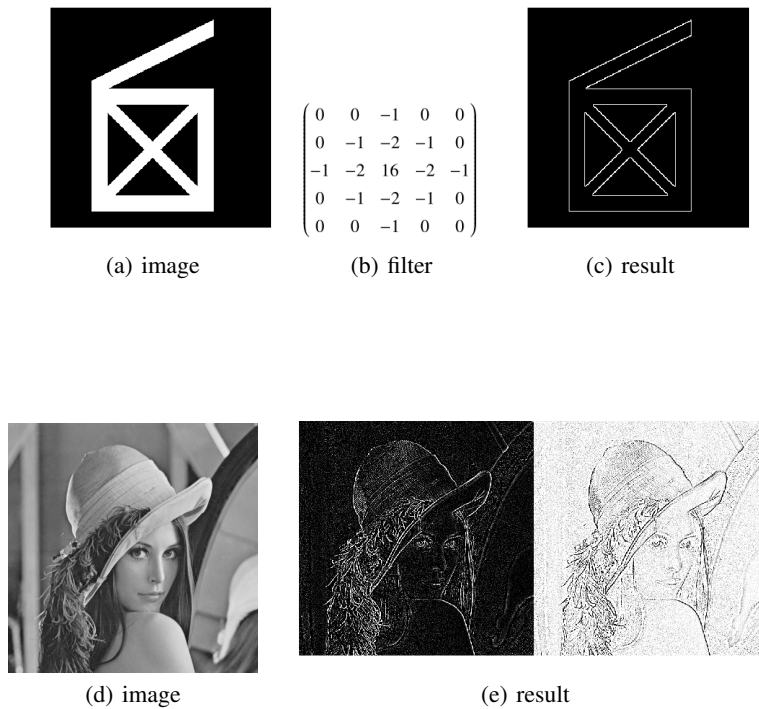 0 0 −1 0 0
0 −1 −2 −1 0
−1 −2 16 −2 −1
0 −1 −2 −1 0
0 0 −1 0 0
(a) image
(b) filter
(c) result
(d) image
(e) result